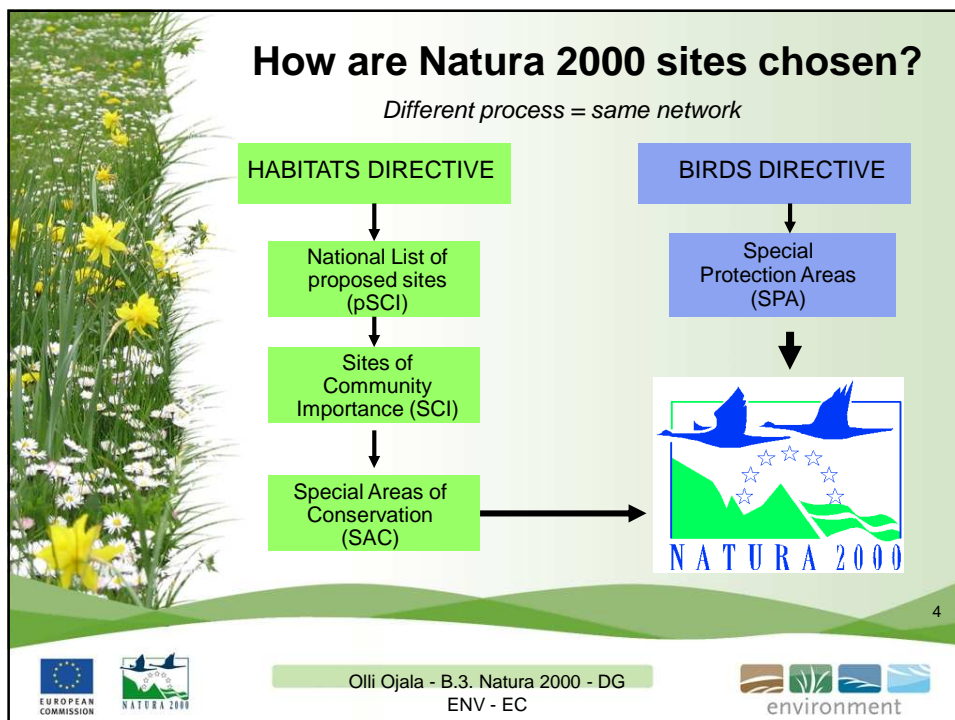 How are Natura 2000 sites chosen?
Different process = same network
HABITATS DIRECTIVE
National List of
proposed sites
(pSCI)
Sites of
Community
Importance (SCI)
Special Areas of
Conservation
(SAC)
BIRDS DIRECTIVE
Special
Protection Areas
(SPA)
NATURA 2000
4
EUROPEAN
COMMISSION
NATURA 2000
Olli Ojala - B.3. Natura 2000 - DG
ENV - EC
environment